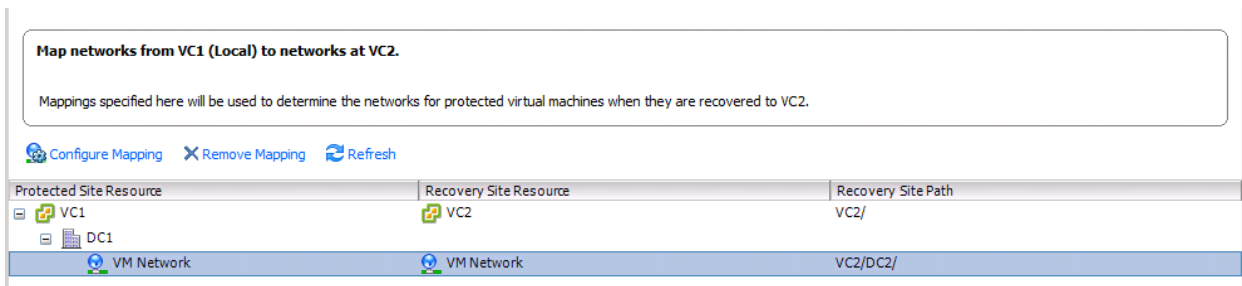 Map networks from VC1 (Local) to networks at VC2.
Mappings specified here will be used to determine the networks for protected virtual machines when they are recovered to VC2.
Configure Mapping Remove Mapping Refresh
Protected Site Resource Recovery Site Resource Recovery Site Path
VC1 VC2 VC2/
DC1
VM Network VM Network VC2/DC2/